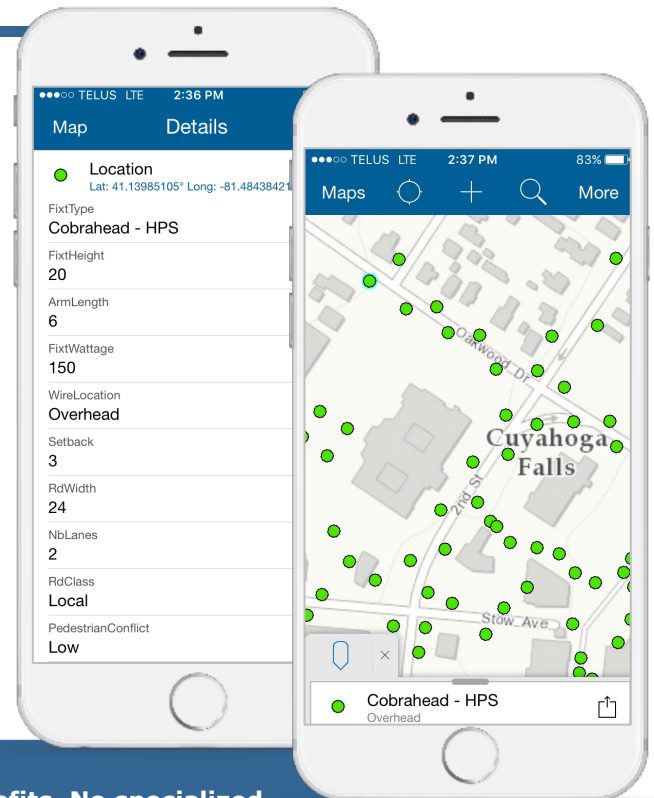 TELUS LTE 2:36 PM
Map Details
Location
Lat: 41.13985105° Long: -81.48438421
FixtType
Cobrahead - HPS
FixtHeight
20
ArmLength
6
FixtWattage
150
WireLocation
Overhead
Setback
3
RdWidth
24
NbLanes
2
RdClass
Local
PedestrianConflict
Low
TELUS LTE 2:37 PM 83%
Maps More
Oakwood Dr
Cuyahoga
Falls
2nd St
Stow Ave
Cobrahead - HPS
Overhead
No specialized